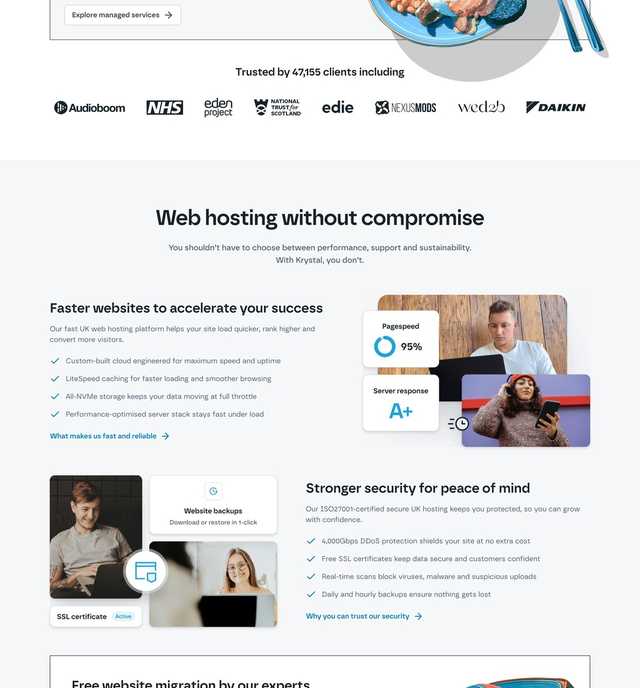 Explore managed services
Trusted by 47,155 clients including
Audioboom
NHS
eden
project
NATIONAL
TRUST for
SCOTLAND
edie
NEXUSMODS
wed2b
DAIKIN
Web hosting without compromise
You shouldn't have to choose between performance, support and sustainability.
With Krystal, you don't.
Faster websites to accelerate your success
Our fast UK web hosting platform helps your site load quicker, rank higher and
convert more visitors.
Custom-built cloud engineered for maximum speed and uptime
LiteSpeed caching for faster loading and smoother browsing
All-NVMe storage keeps your data moving at full throttle
Performance-optimised server stack stays fast under load
What makes us fast and reliable
Pagespeed
95%
Server response
A+
Website backups
Download or restore in 1-click
SSL certificate Active
Stronger security for peace of mind
Our ISO27001-certified secure UK hosting keeps you protected, so you can grow
with confidence.
4,000Gbps DDoS protection shields your site at no extra cost
Free SSL certificates keep data secure and customers confident
Real-time scans block viruses, malware and suspicious uploads
Daily and hourly backups ensure nothing gets lost
Why you can trust our security
Free website migration by our experts